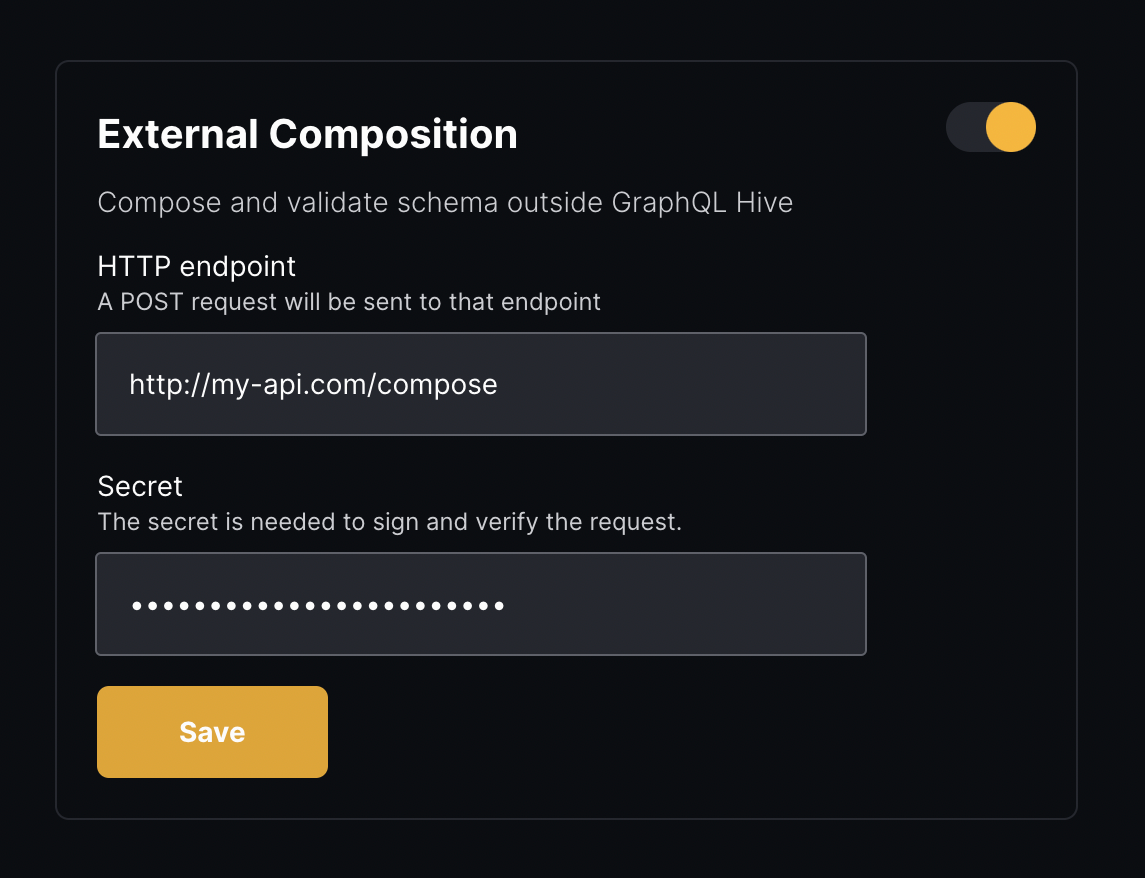 External Composition
Compose and validate schema outside GraphQL Hive
HTTP endpoint
A POST request will be sent to that endpoint
http://my-api.com/compose
Secret
The secret is needed to sign and verify the request.
••••••••••••••••••••••••
Save